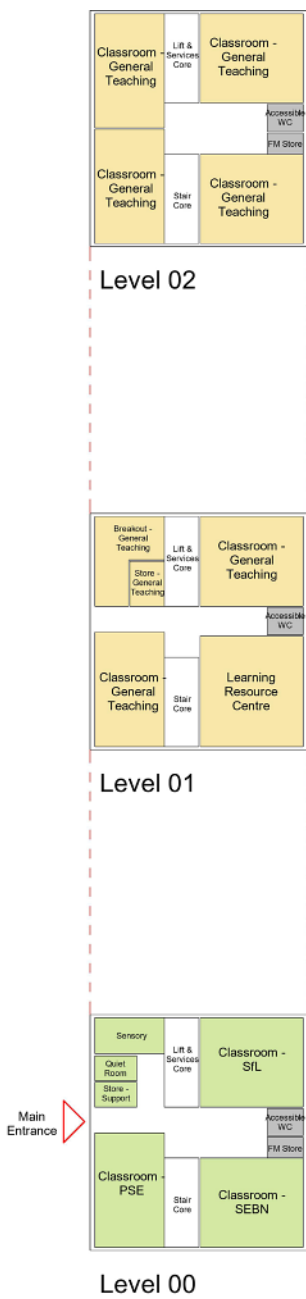 Classroom -
General
Teaching
Lift &
Services
Core
Classroom -
General
Teaching
Accessible
WC
FM Store
Classroom -
General
Teaching
Stair
Core
Classroom -
General
Teaching
Level 02
Breakout -
General
Teaching
Store -
General
Teaching
Lift &
Services
Core
Classroom -
General
Teaching
Accessible
WC
Classroom -
General
Teaching
Stair
Core
Learning
Resource
Centre
Level 01
Sensory
Quiet
Room
Store -
Support
Lift &
Services
Core
Classroom -
SfL
Main
Entrance
Accessible
WC
FM Store
Classroom -
PSE
Stair
Core
Classroom -
SEBN
Level 00